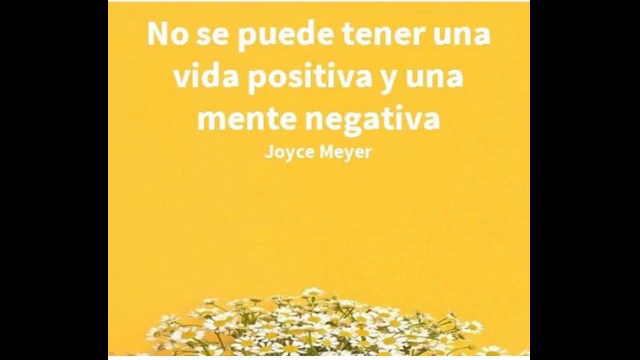 No se puede tener una
vida positiva y una
mente negativa
Joyce Meyer